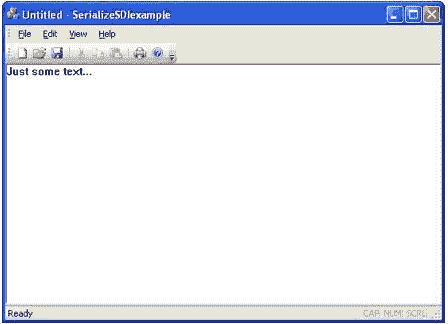 Untitled - SerializeSDIexample
File Edit View Help
Just some text...
Ready CAP NUM SCRL